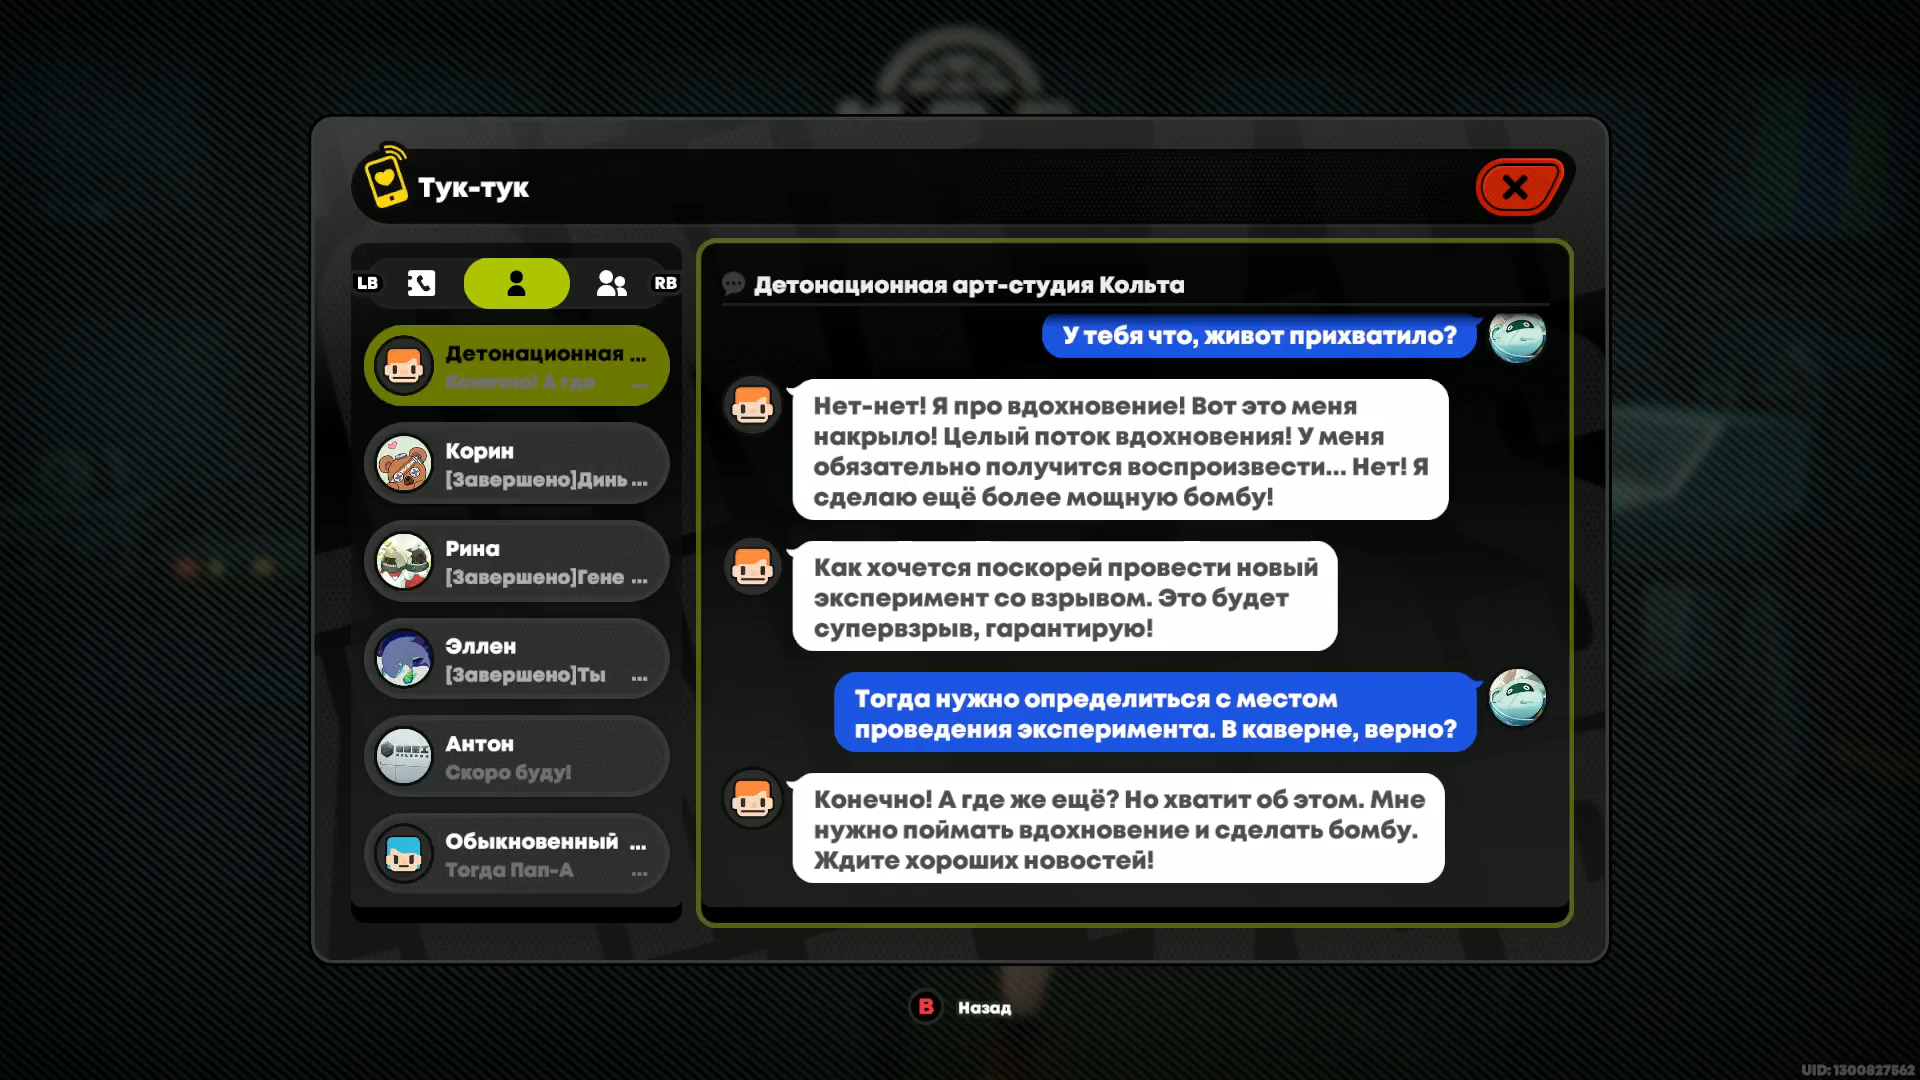 Тук-тук
LB
RB
Детонационная ...
Конечно! А где ...
Корин
[Завершено]Динь ...
Рина
[Завершено]Гене ...
Эллен
[Завершено]Ты ...
Антон
Скоро буду!
Обыкновенный ...
Тогда Пап-А ...
Детонационная арт-студия Кольта
У тебя что, живот прихватило?
Нет-нет! Я про вдохновение! Вот это меня
накрыло! Целый поток вдохновения! У меня
обязательно получится воспроизвести... Нет! Я
сделаю ещё более мощную бомбу!
Как хочется поскорей провести новый
эксперимент со взрывом. Это будет
супервзрыв, гарантирую!
Тогда нужно определиться с местом
проведения эксперимента. В каверне, верно?
Конечно! А где же ещё? Но хватит об этом. Мне
нужно поймать вдохновение и сделать бомбу.
Ждите хороших новостей!
B Назад
UID: 1300827562